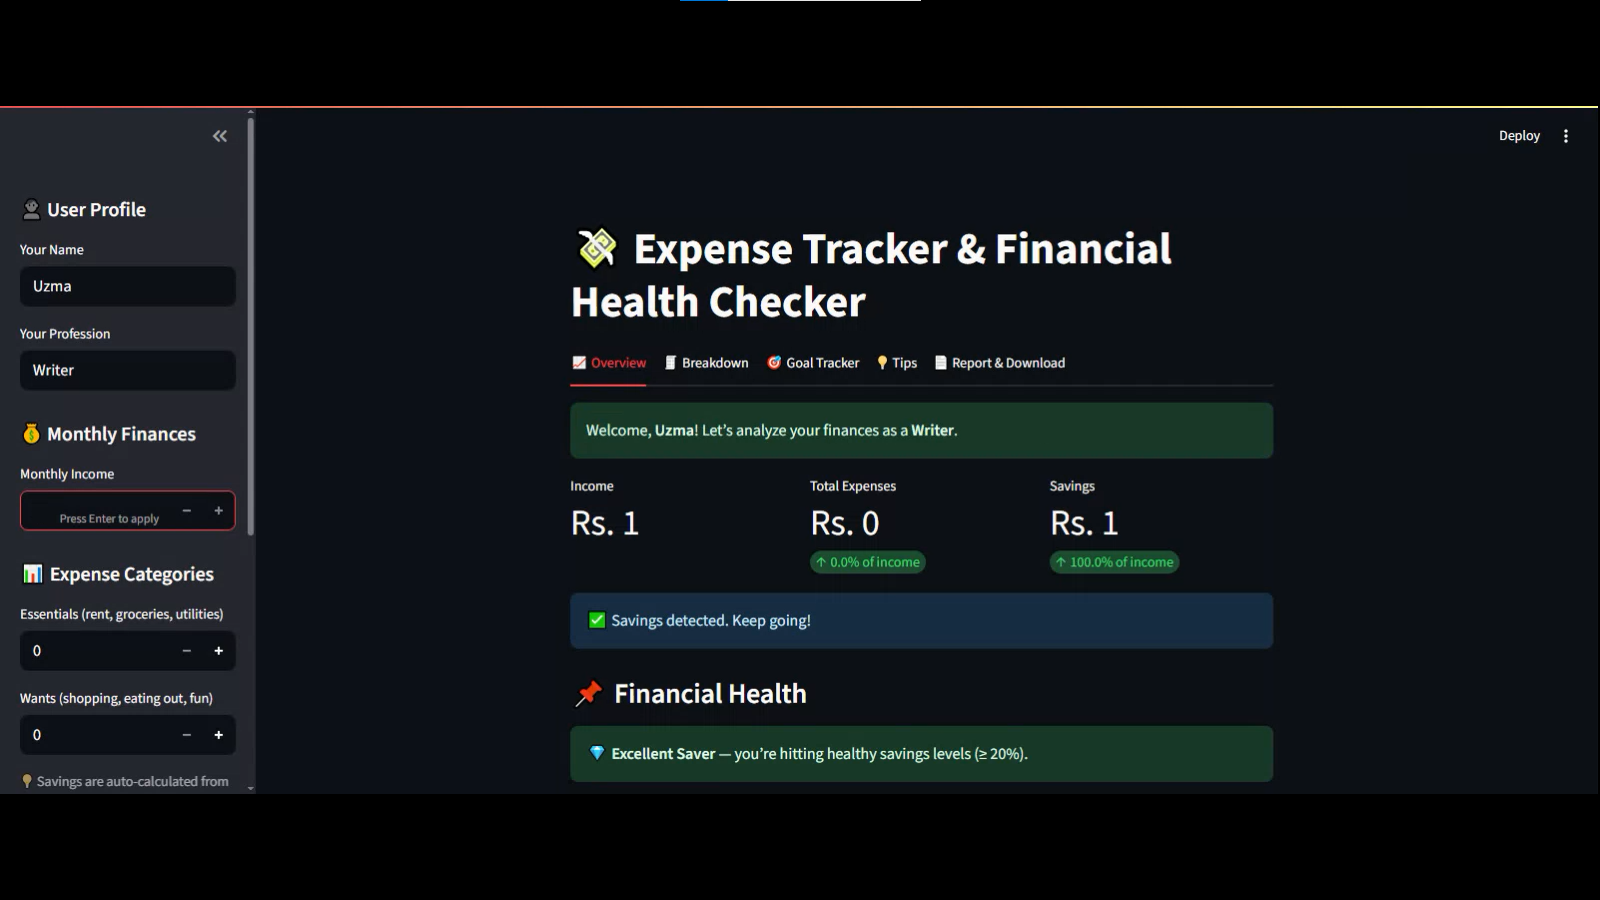 Deploy
User Profile
Your Name
Uzma
Your Profession
Writer
Monthly Finances
Monthly Income
Press Enter to apply
Expense Categories
Essentials (rent, groceries, utilities)
0
Wants (shopping, eating out, fun)
0
Savings are auto-calculated from
Expense Tracker & Financial
Health Checker
Overview Breakdown Goal Tracker Tips Report & Download
Welcome, Uzma! Let’s analyze your finances as a Writer.
Income Total Expenses Savings
Rs. 1 Rs. 0 Rs. 1
↑ 0.0% of income ↑ 100.0% of income
Savings detected. Keep going!
Financial Health
Excellent Saver — you’re hitting healthy savings levels (≥ 20%).